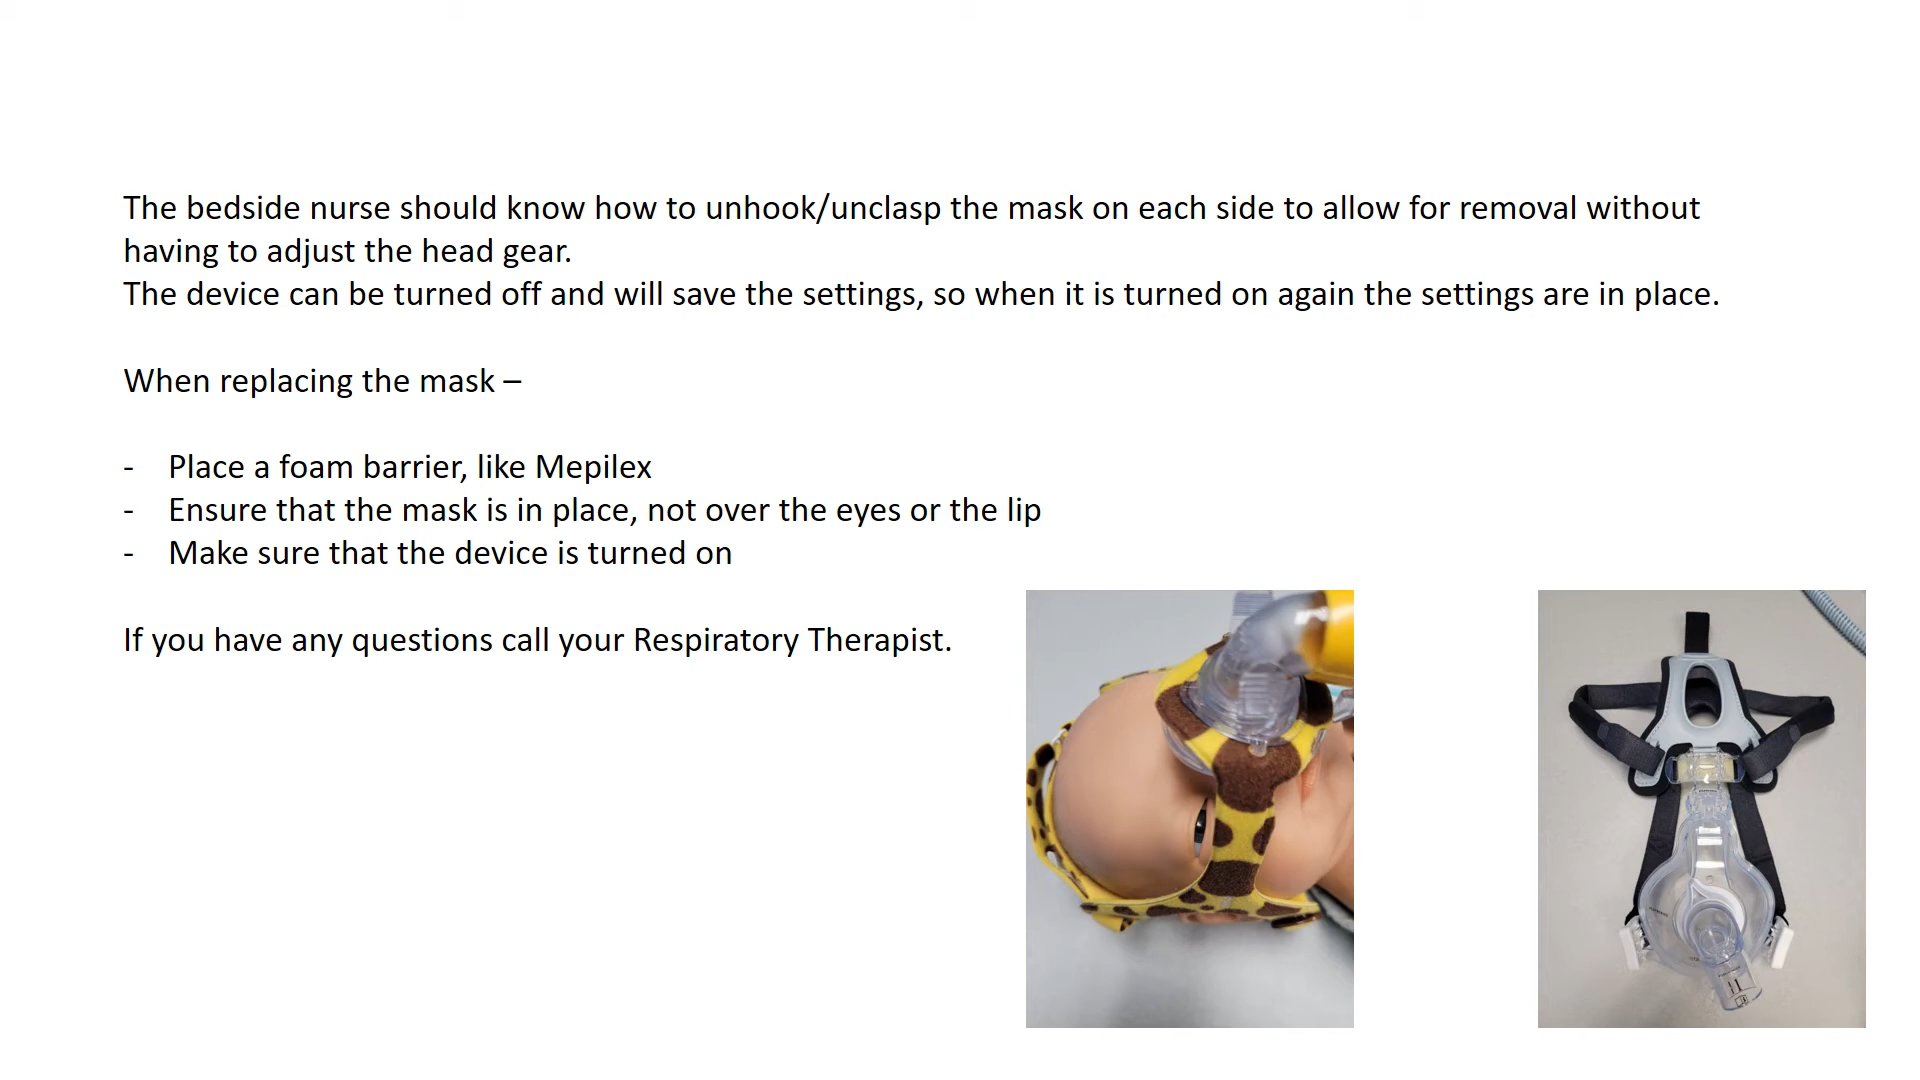 The bedside nurse should know how to unhook/unclasp the mask on each side to allow for removal without
having to adjust the head gear.
The device can be turned off and will save the settings, so when it is turned on again the settings are in place.
When replacing the mask –
- Place a foam barrier, like Mepilex
- Ensure that the mask is in place, not over the eyes or the lip
- Make sure that the device is turned on
If you have any questions call your Respiratory Therapist.